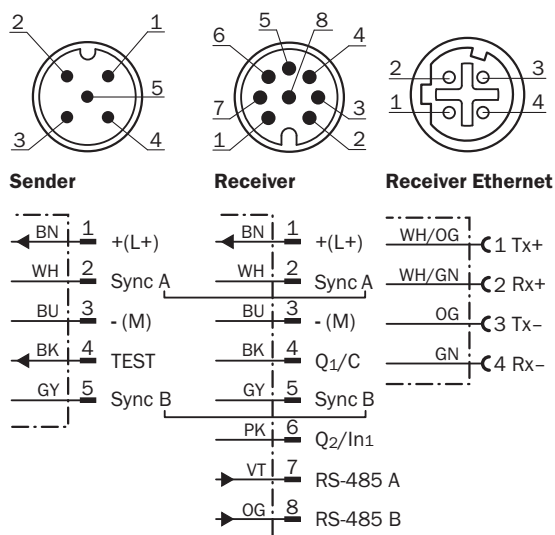 2 1
5
3 4
5 8
6 4
7 3
1 2
2 3
1 4
Sender
BN 1 +(L+)
WH 2 Sync A
BU 3 - (M)
BK 4 TEST
GY 5 Sync B
Receiver
BN 1 +(L+)
WH 2 Sync A
BU 3 - (M)
BK 4 Q1/C
GY 5 Sync B
PK 6 Q2/In1
VT 7 RS-485 A
OG 8 RS-485 B
Receiver Ethernet
WH/OG 1 Tx+
WH/GN 2 Rx+
OG 3 Tx–
GN 4 Rx–